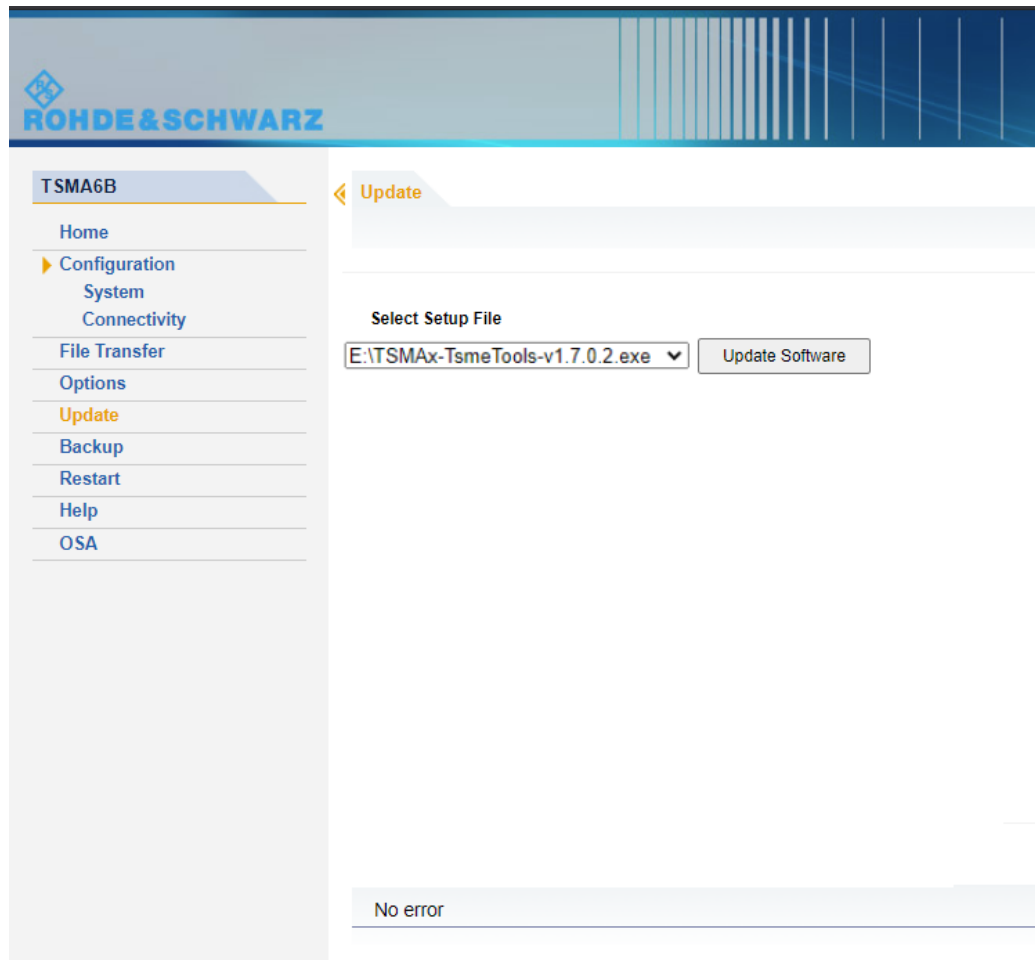 R&S
ROHDE&SCHWARZ
TSMA6B
Home
Configuration
System
Connectivity
File Transfer
Options
Update
Backup
Restart
Help
OSA
Update
Select Setup File
E:\TSMAx-TsmeTools-v1.7.0.2.exe Update Software
No error